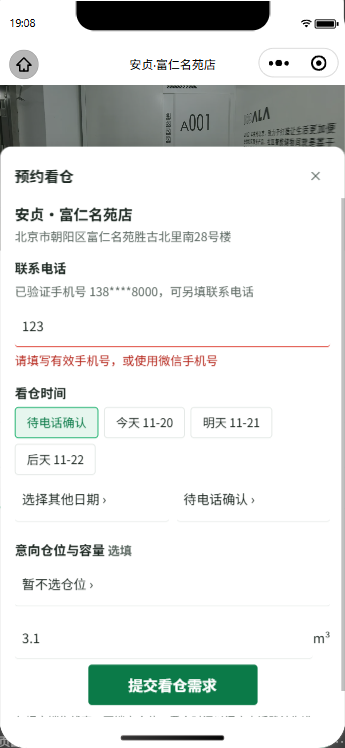 19:08
安贞·富仁名苑店
A001
预约看仓
安贞·富仁名苑店
北京市朝阳区富仁名苑胜古北里南28号楼
联系电话
已验证手机号 138****8000，可另填联系电话
123
请填写有效手机号，或使用微信手机号
看仓时间
待电话确认
今天 11-20
明天 11-21
后天 11-22
选择其他日期 ›
待电话确认 ›
意向仓位与容量 选填
暂不选仓位 ›
3.1
m³
提交看仓需求